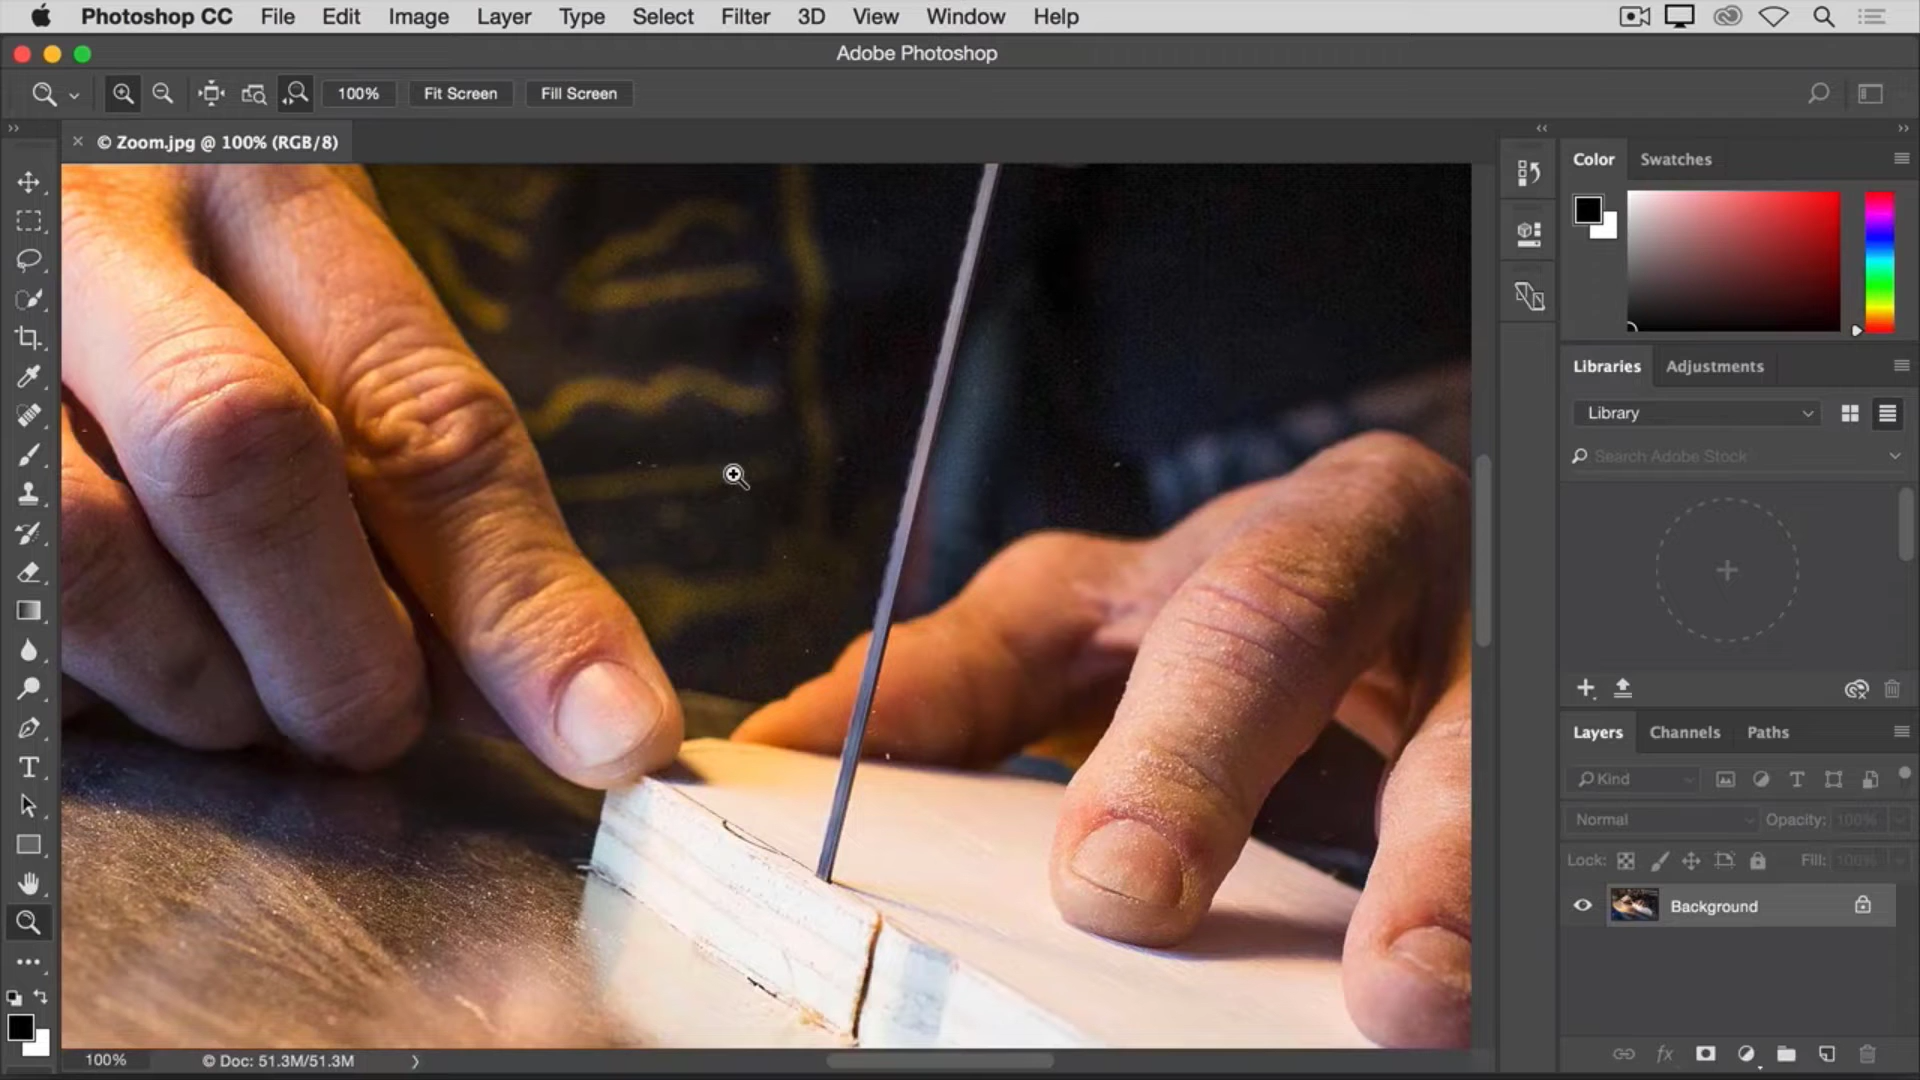 Photoshop CC File Edit Image Layer Type Select Filter 3D View Window Help
Adobe Photoshop
100% Fit Screen Fill Screen
© Zoom.jpg @ 100% (RGB/8)
Color Swatches
Libraries Adjustments
Library
Search Adobe Stock
Layers Channels Paths
Kind
Normal Opacity: 100%
Lock: Fill: 100%
Background
100% © Doc: 51.3M/51.3M